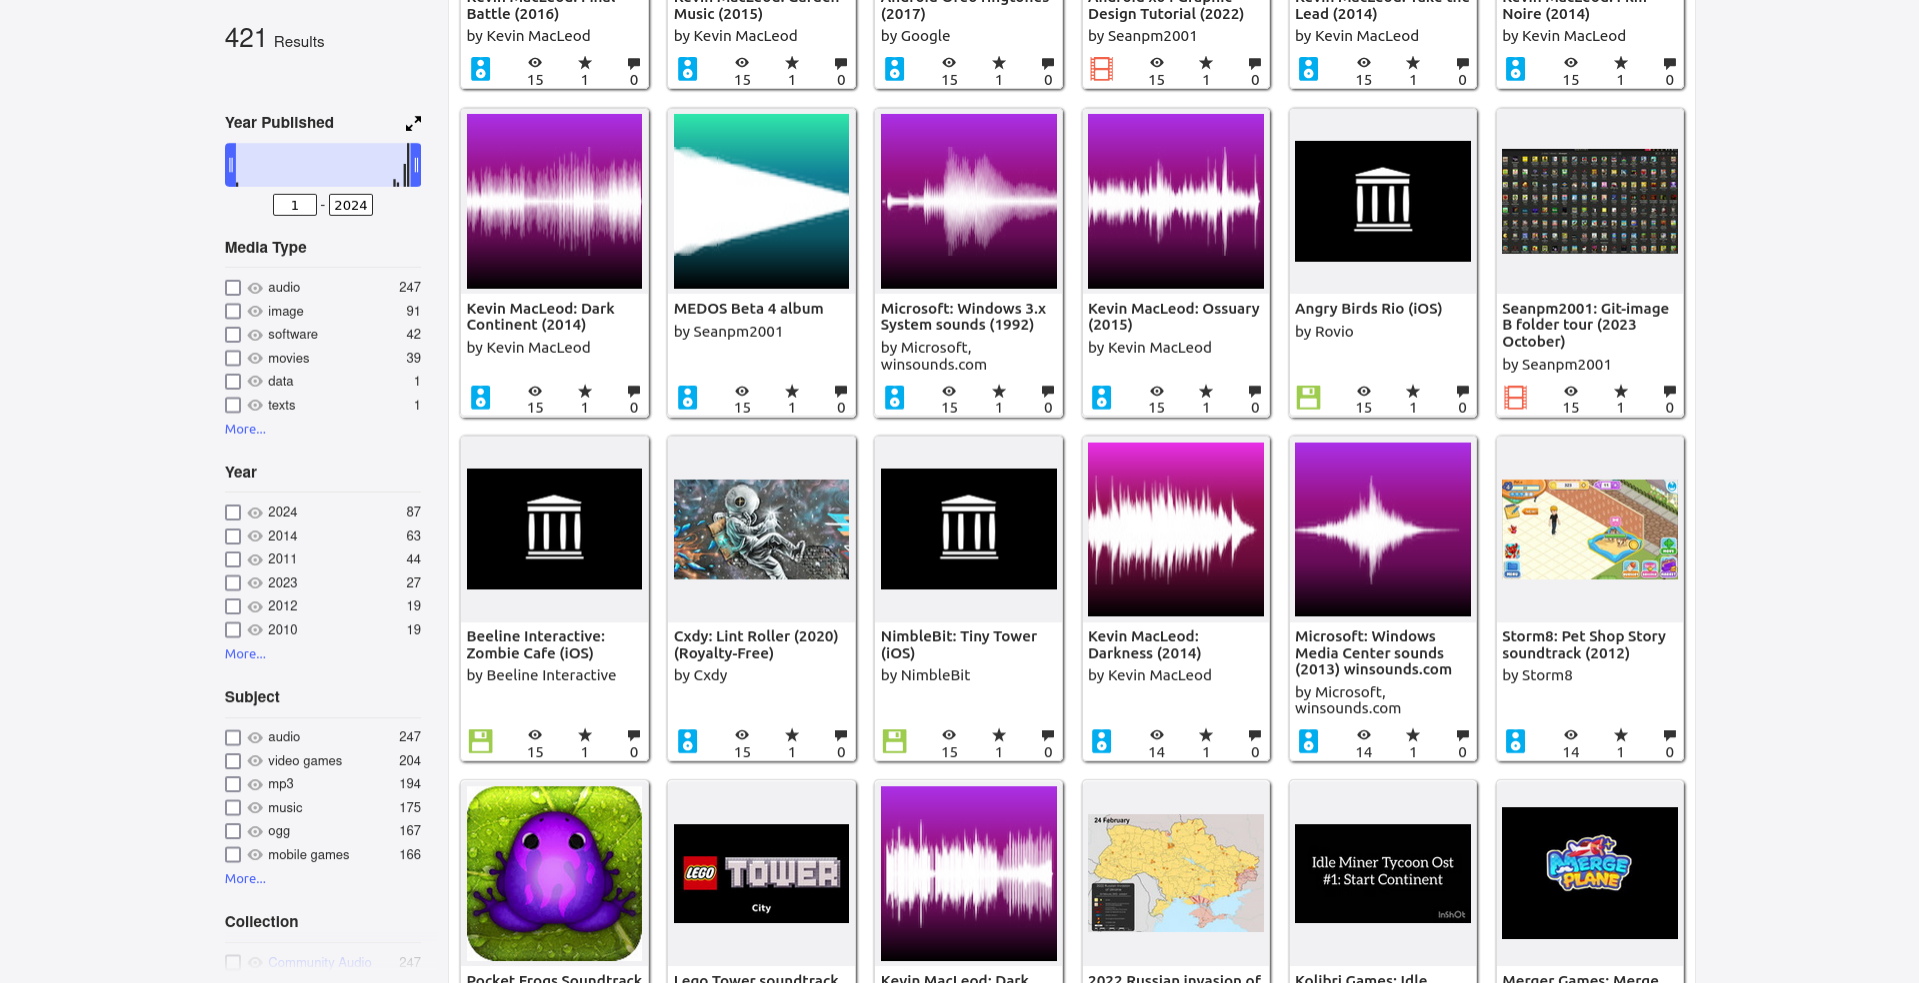 421 Results
Year Published
1 - 2024
Media Type
audio 247
image 91
software 42
movies 39
data 1
texts 1
More...
Year
2024 87
2014 63
2011 44
2023 27
2012 19
2010 19
More...
Subject
audio 247
video games 204
mp3 194
music 175
ogg 167
mobile games 166
More...
Collection
Community Audio 247
Battle (2016)
by Kevin MacLeod
15 1 0
Music (2015)
by Kevin MacLeod
15 1 0
(2017)
by Google
15 1 0
Design Tutorial (2022)
by Seanpm2001
15 1 0
Lead (2014)
by Kevin MacLeod
15 1 0
Noire (2014)
by Kevin MacLeod
15 1 0
Kevin MacLeod: Dark
Continent (2014)
by Kevin MacLeod
15 1 0
MEDOS Beta 4 album
by Seanpm2001
15 1 0
Microsoft: Windows 3.x
System sounds (1992)
by Microsoft,
winsounds.com
15 1 0
Kevin MacLeod: Ossuary
(2015)
by Kevin MacLeod
15 1 0
Angry Birds Rio (iOS)
by Rovio
15 1 0
Seanpm2001: Git-image
B folder tour (2023
October)
by Seanpm2001
15 1 0
Beeline Interactive:
Zombie Cafe (iOS)
by Beeline Interactive
15 1 0
Cxdy: Lint Roller (2020)
(Royalty-Free)
by Cxdy
15 1 0
NimbleBit: Tiny Tower
(iOS)
by NimbleBit
15 1 0
Kevin MacLeod:
Darkness (2014)
by Kevin MacLeod
14 1 0
Microsoft: Windows
Media Center sounds
(2013) winsounds.com
by Microsoft,
winsounds.com
14 1 0
Storm8: Pet Shop Story
soundtrack (2012)
by Storm8
14 1 0
Pocket Frogs Soundtrack
LEGO TOWER
City
Lego Tower soundtrack
Kevin MacLeod: Dark
24 February
2022 Russian invasion of
Idle Miner Tycoon Ost
#1: Start Continent
InShOt
Kolibri Games: Idle
MERGE
PLANE
Merger Games: Merge